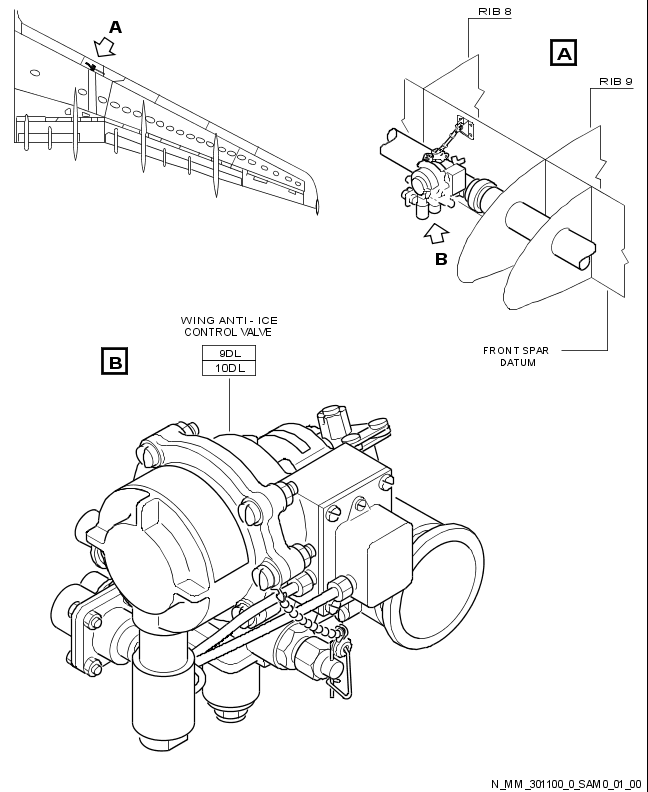 A
RIB 8
A
RIB 9
B
FRONT SPAR
DATUM
WING ANTI - ICE
CONTROL VALVE
B
9DL
10DL
N_MM_301100_0_SAM0_01_00